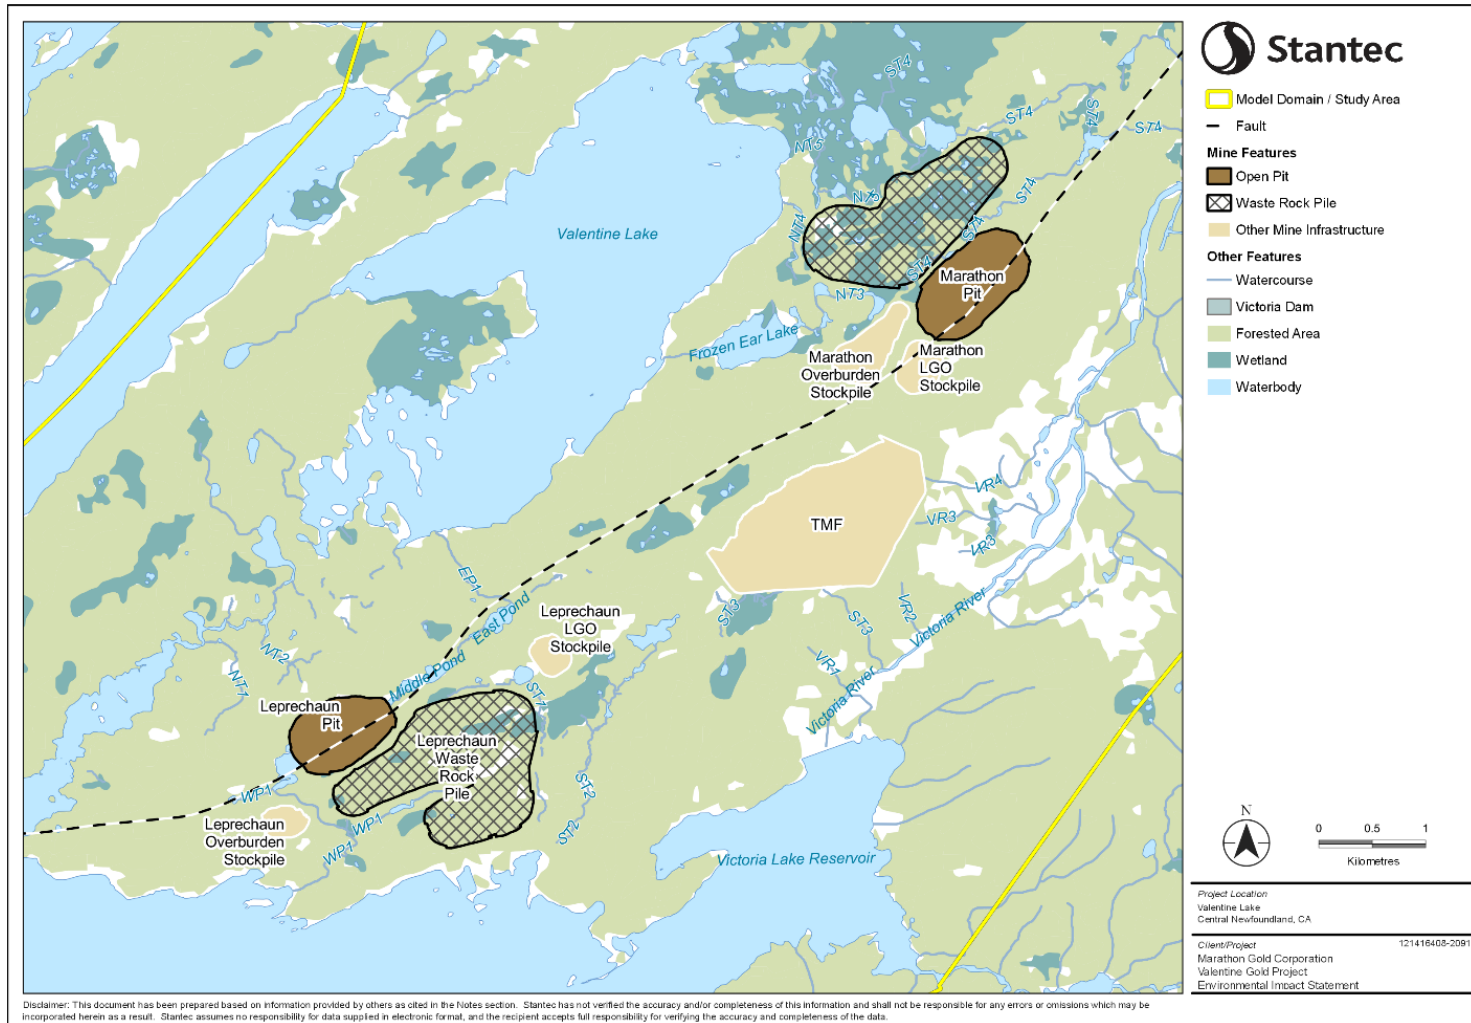 Stantec
Model Domain / Study Area
Fault
Mine Features
Open Pit
Waste Rock Pile
Other Mine Infrastructure
Other Features
Watercourse
Victoria Dam
Forested Area
Wetland
Waterbody
ST4
ST4
ST4
ST4
NT5
ST4
NT5
NT4
ST4
Valentine Lake
ST4
Marathon
Pit
NT3
Frozen Ear Lake
Marathon
Overburden
Stockpile
Marathon
LGO
Stockpile
VR4
TMF
VR3
VR3
EP1
East Pond
Leprechaun
LGO
Stockpile
ST3
ST3
VR2
Victoria River
NT2
NT1
Middle Pond
VR1
Victoria River
Leprechaun
Pit
ST1
Leprechaun
Waste
Rock
Pile
WP1
ST2
Leprechaun
Overburden
Stockpile
WP1
ST2
WP1
Victoria Lake Reservoir
N
0 0.5 1
Kilometres
Project Location
Valentine Lake
Central Newfoundland, CA
Client/Project 121416408-2091
Marathon Gold Corporation
Valentine Gold Project
Environmental Impact Statement
Disclaimer: This document has been prepared based on information provided by others as cited in the Notes section. Stantec has not verified the accuracy and/or completeness of this information and shall not be responsible for any errors or omissions which may be
incorporated herein as a result. Stantec assumes no responsibility for data supplied in electronic format, and the recipient accepts full responsibility for verifying the accuracy and completeness of the data.